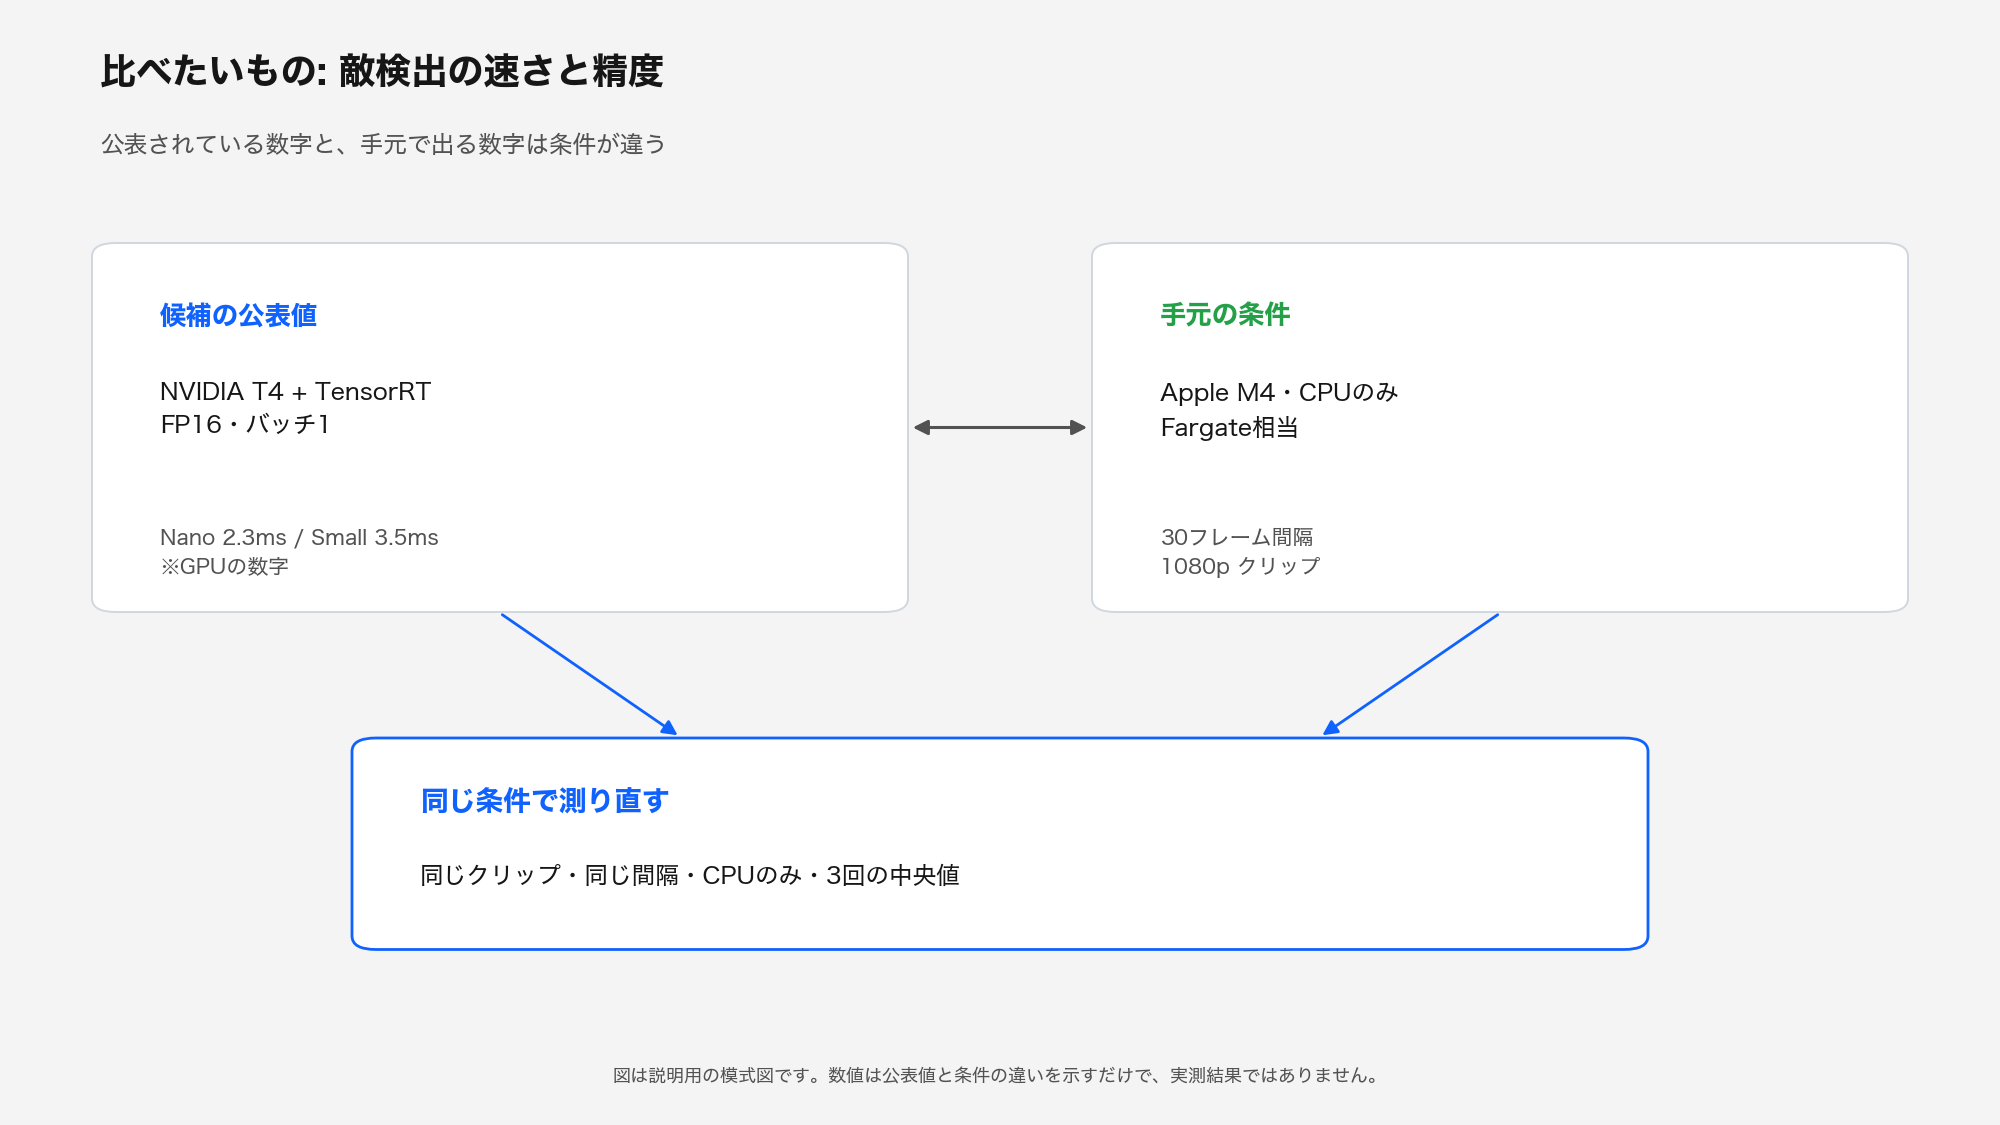 比べたいもの: 敵検出の速さと精度
公表されている数字と、手元で出る数字は条件が違う
候補の公表値
NVIDIA T4 + TensorRT
FP16・バッチ1
Nano 2.3ms / Small 3.5ms
※GPUの数字
手元の条件
Apple M4・CPUのみ
Fargate相当
30フレーム間隔
1080p クリップ
同じ条件で測り直す
同じクリップ・同じ間隔・CPUのみ・3回の中央値
図は説明用の模式図です。数値は公表値と条件の違いを示すだけで、実測結果ではありません。